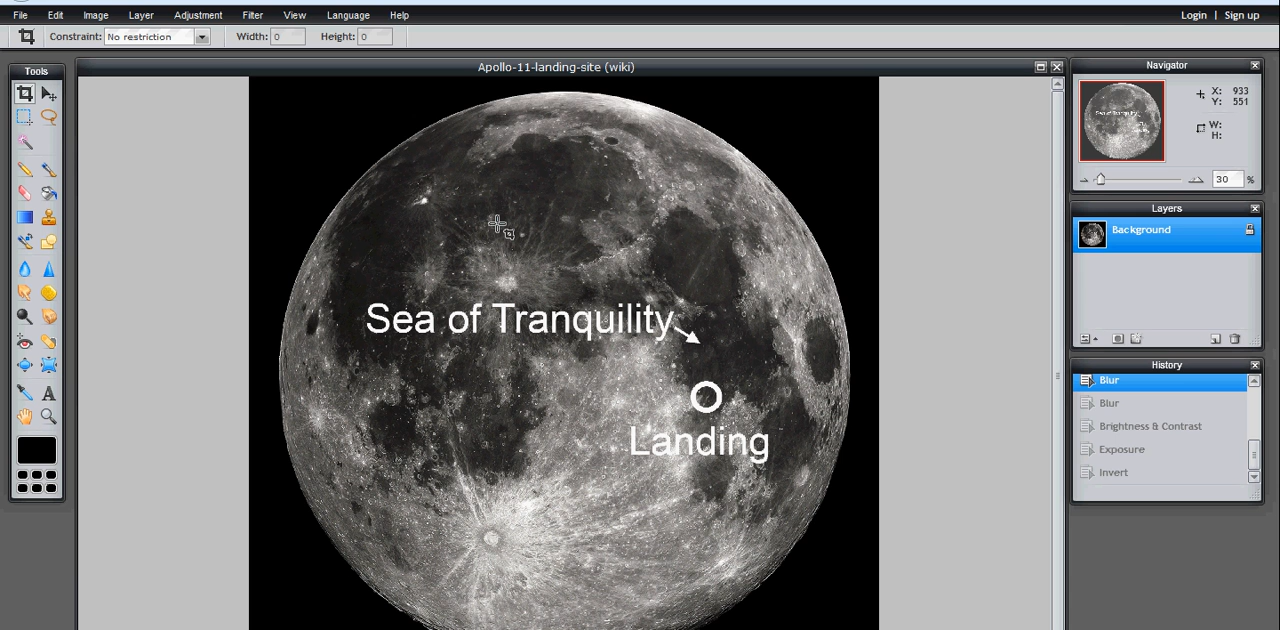 File Edit Image Layer Adjustment Filter View Language Help Login | Sign up
Constraint: No restriction Width: 0 Height: 0
Tools
Apollo-11-landing-site (wiki)
Sea of Tranquility
Landing
Navigator
X: 933
Y: 551
W:
H:
30 %
Layers
Background
History
Blur
Blur
Brightness & Contrast
Exposure
Invert